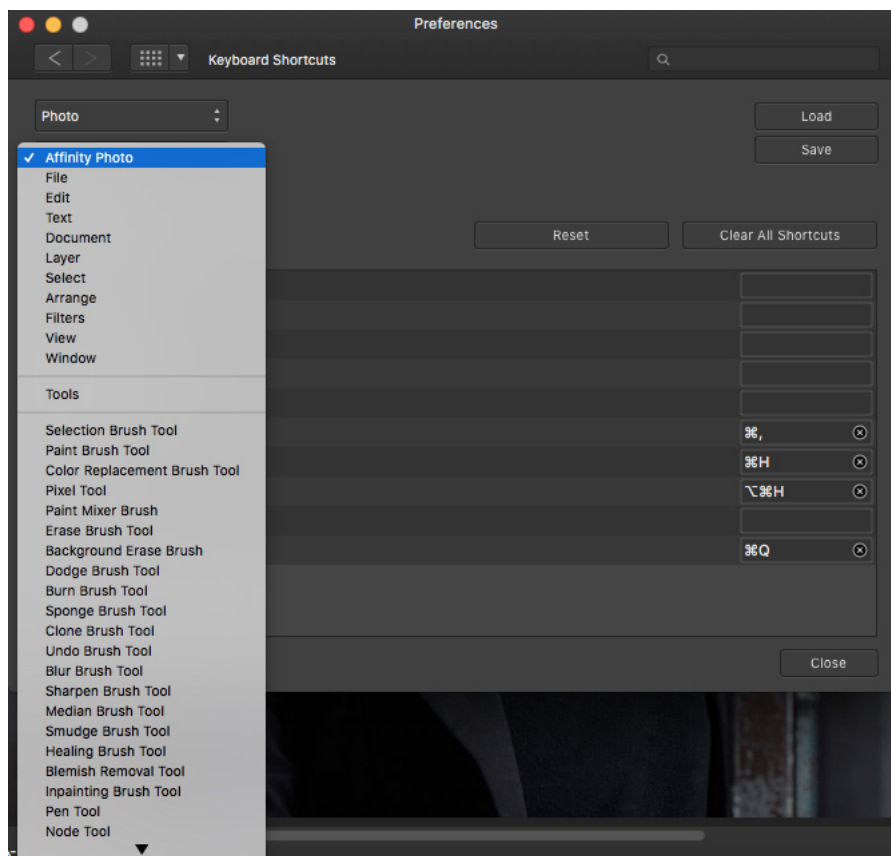 Preferences
Keyboard Shortcuts
Photo
Load
Save
✓ Affinity Photo
File
Edit
Text
Document
Layer
Select
Arrange
Filters
View
Window
Reset
Clear All Shortcuts
Tools
Selection Brush Tool
Paint Brush Tool
Color Replacement Brush Tool
Pixel Tool
Paint Mixer Brush
Erase Brush Tool
Background Erase Brush
Dodge Brush Tool
Burn Brush Tool
Sponge Brush Tool
Clone Brush Tool
Undo Brush Tool
Blur Brush Tool
Sharpen Brush Tool
Median Brush Tool
Smudge Brush Tool
Healing Brush Tool
Blemish Removal Tool
Inpainting Brush Tool
Pen Tool
Node Tool
⌘,
⌘H
⌥⌘H
⌘Q
Close